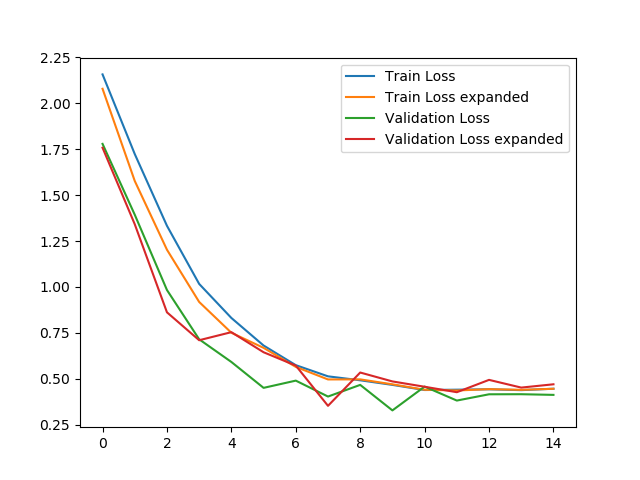 2.25
2.00
1.75
1.50
1.25
1.00
0.75
0.50
0.25
0 2 4 6 8 10 12 14
Train Loss
Train Loss expanded
Validation Loss
Validation Loss expanded